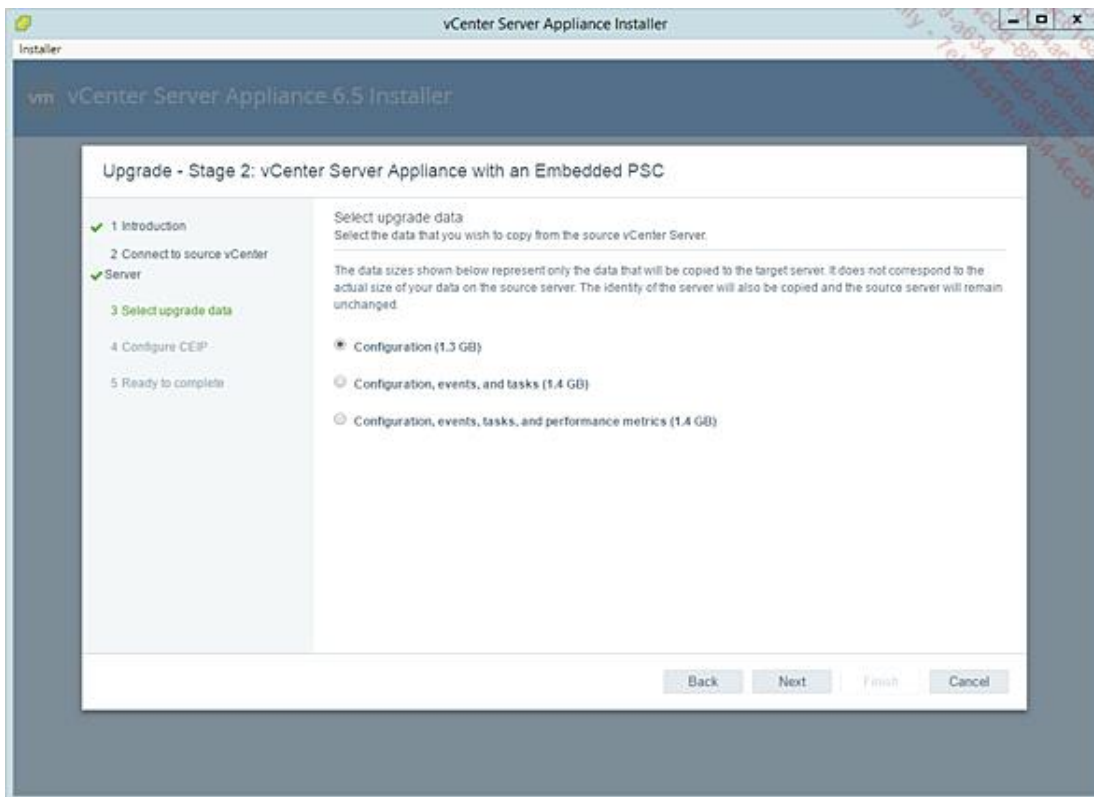 vCenter Server Appliance Installer
Installer
vm vCenter Server Appliance 6.5 Installer
Upgrade - Stage 2: vCenter Server Appliance with an Embedded PSC
1 Introduction
2 Connect to source vCenter
Server
3 Select upgrade data
4 Configure CEIP
5 Ready to complete
Select upgrade data
Select the data that you wish to copy from the source vCenter Server.
The data sizes shown below represent only the data that will be copied to the target server. It does not correspond to the
actual size of your data on the source server. The identity of the server will also be copied and the source server will remain
unchanged.
Configuration (1.3 GB)
Configuration, events, and tasks (1.4 GB)
Configuration, events, tasks, and performance metrics (1.4 GB)
Back Next Finish Cancel